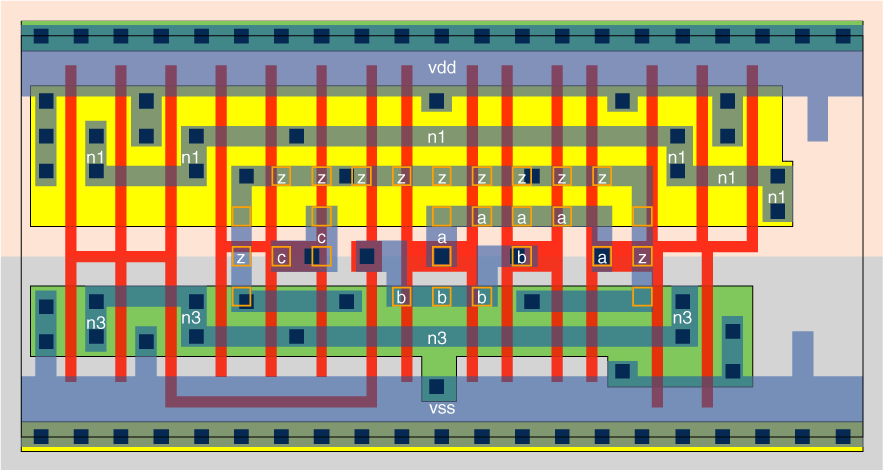 vdd
n1
n1 n1 n1
z z z z z z z z z
n1
n1
a a a
c a
z c b a z
b b b
n3 n3 n3
n3
vss